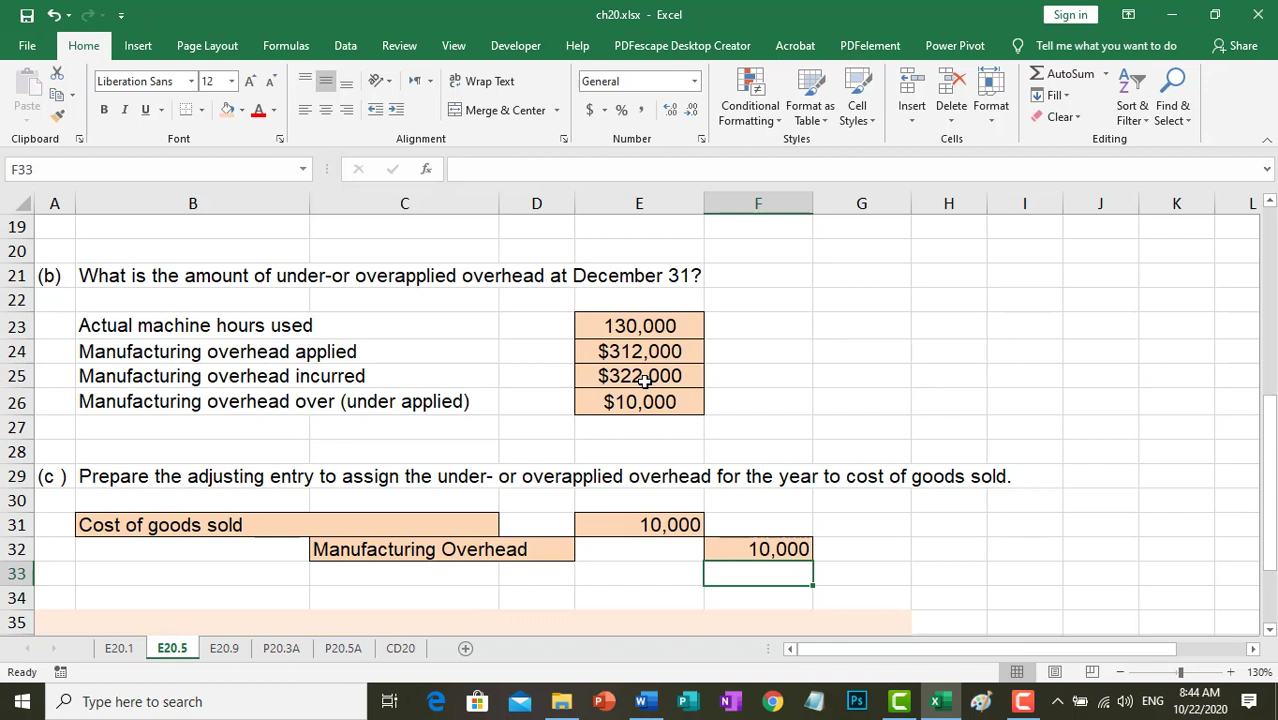 ch20.xlsx - Excel
Sign in
File Home Insert Page Layout Formulas Data Review View Developer Help PDFescape Desktop Creator Acrobat PDFelement Power Pivot Tell me what you want to do Share
Paste
Liberation Sans 12
Wrap Text
General
Merge & Center
Conditional Formatting
Format as Table
Cell Styles
Insert
Delete
Format
AutoSum
Fill
Clear
Sort & Filter
Find & Select
Clipboard Font Alignment Number Styles Cells Editing
F33
fx
A B C D E F G H I J K L
19
20
21 (b) What is the amount of under-or overapplied overhead at December 31?
22
23 Actual machine hours used 130,000
24 Manufacturing overhead applied $312,000
25 Manufacturing overhead incurred $322,000
26 Manufacturing overhead over (under applied) $10,000
27
28
29 (c ) Prepare the adjusting entry to assign the under- or overapplied overhead for the year to cost of goods sold.
30
31 Cost of goods sold 10,000
32 Manufacturing Overhead 10,000
33
34
35
E20.1 E20.5 E20.9 P20.3A P20.5A CD20
Ready 130%
Type here to search
ENG
8:44 AM
10/22/2020